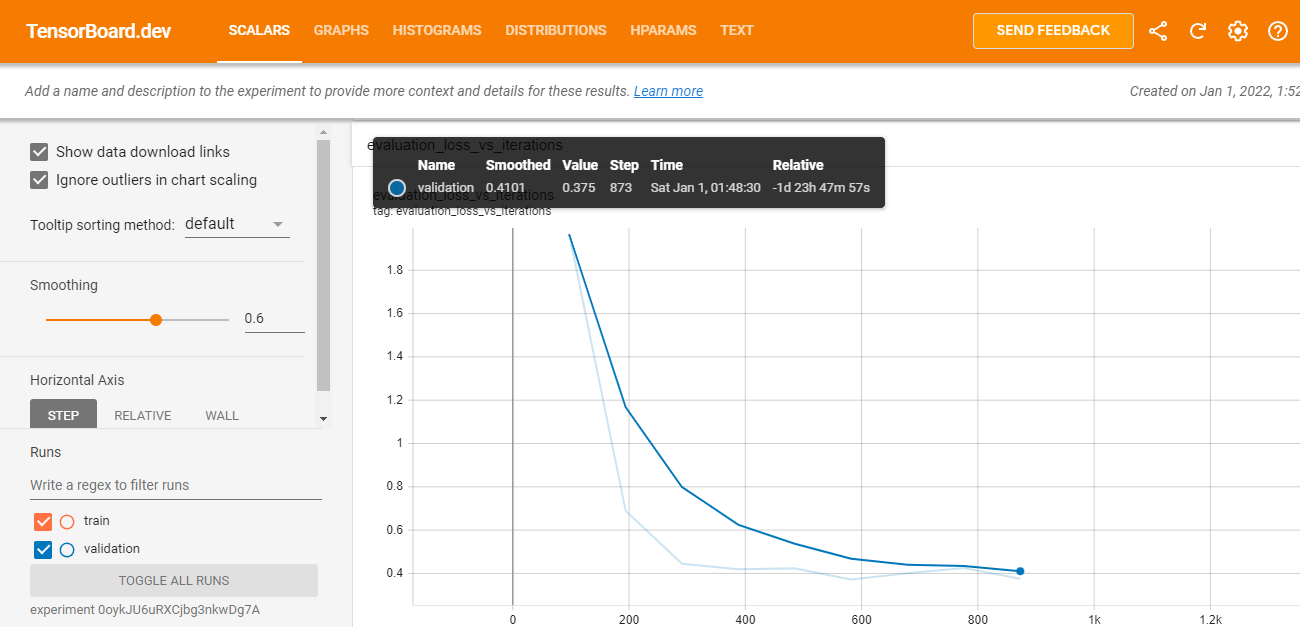 TensorBoard.dev SCALARS GRAPHS HISTOGRAMS DISTRIBUTIONS HPARAMS TEXT SEND FEEDBACK
Add a name and description to the experiment to provide more context and details for these results. Learn more Created on Jan 1, 2022, 1:52
Show data download links
Ignore outliers in chart scaling
Tooltip sorting method: default
Smoothing
0.6
Horizontal Axis
STEP RELATIVE WALL
Runs
Write a regex to filter runs
train
validation
TOGGLE ALL RUNS
experiment 0oykJU6uRXCjbg3nkwDg7A
evaluation_loss_vs_iterations
Name Smoothed Value Step Time Relative
validation 0.4101 0.375 873 Sat Jan 1, 01:48:30 -1d 23h 47m 57s
evaluation_loss_vs_iterations
tag: evaluation_loss_vs_iterations
1.8
1.6
1.4
1.2
1
0.8
0.6
0.4
0 200 400 600 800 1k 1.2k